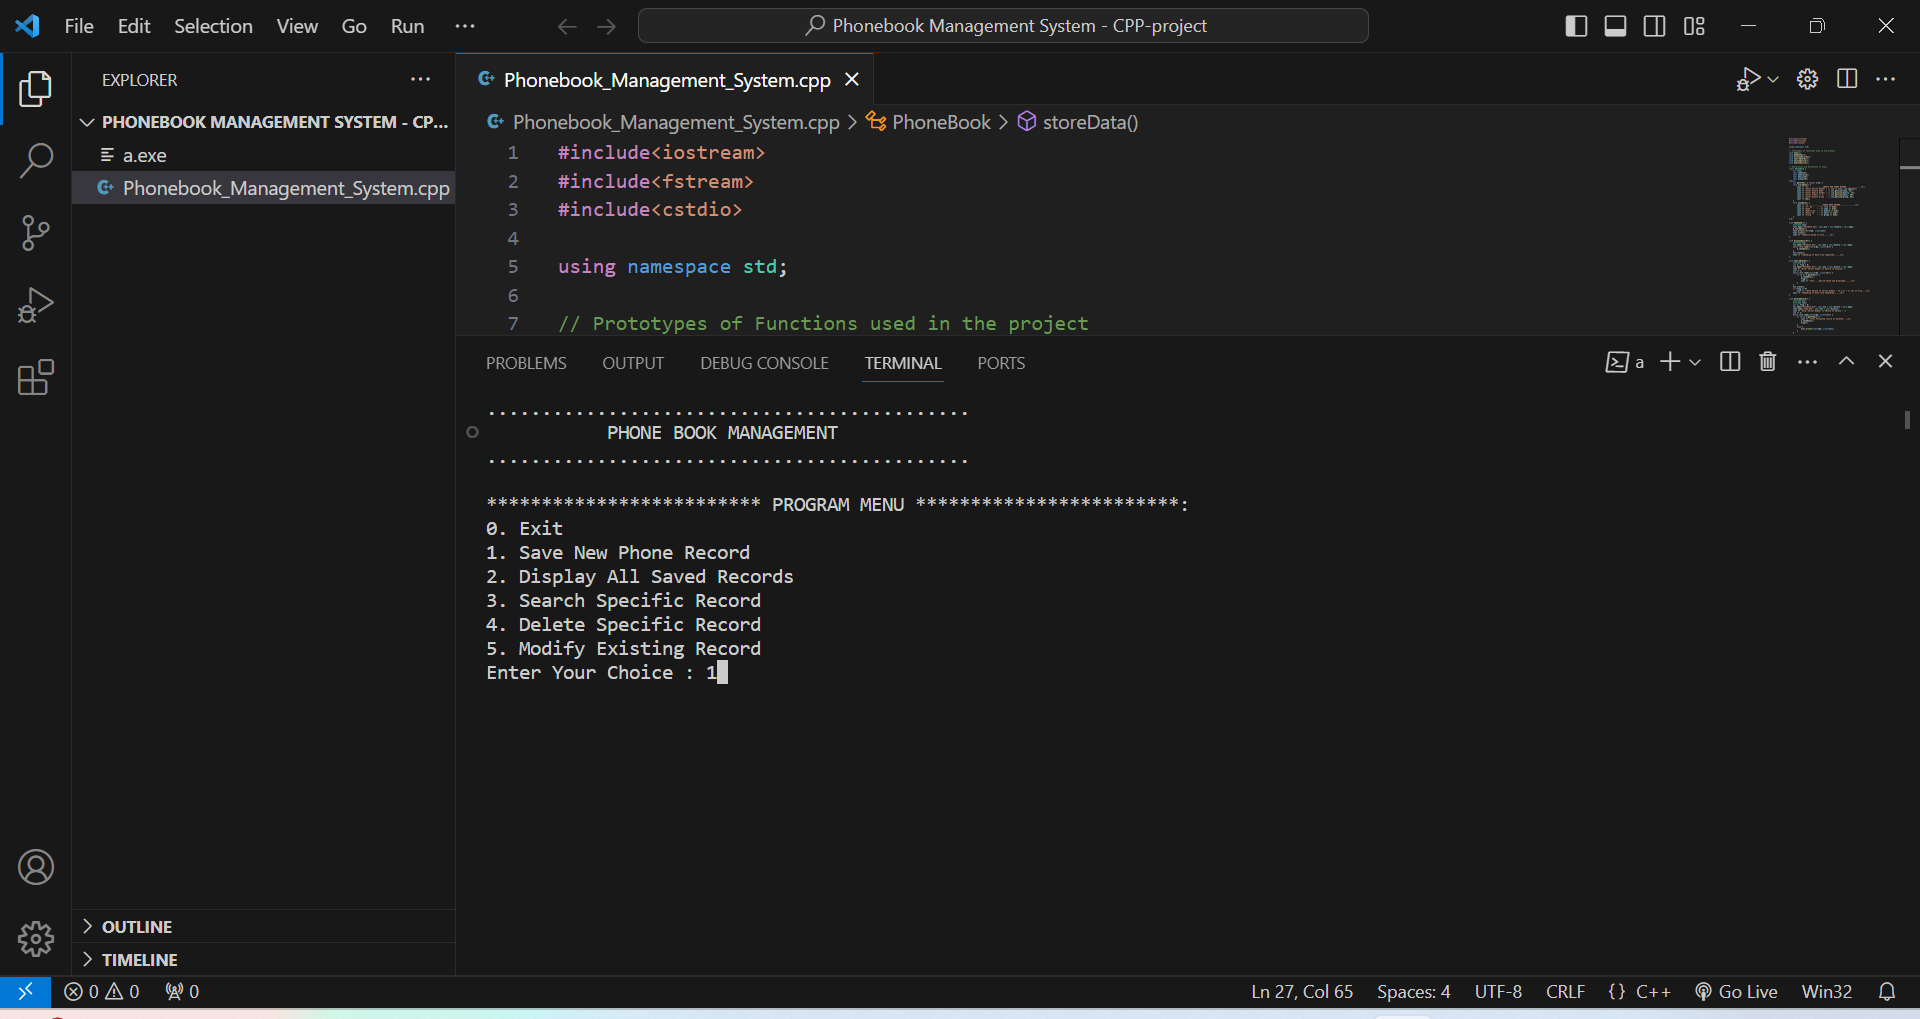 File Edit Selection View Go Run ...
Phonebook Management System - CPP-project
EXPLORER
PHONEBOOK MANAGEMENT SYSTEM - CP...
a.exe
Phonebook_Management_System.cpp
OUTLINE
TIMELINE
Phonebook_Management_System.cpp
Phonebook_Management_System.cpp > PhoneBook > storeData()
1 #include<iostream>
2 #include<fstream>
3 #include<cstdio>
4
5 using namespace std;
6
7 // Prototypes of Functions used in the project
PROBLEMS OUTPUT DEBUG CONSOLE TERMINAL PORTS
a
............................................
PHONE BOOK MANAGEMENT
............................................
************************* PROGRAM MENU ************************:
0. Exit
1. Save New Phone Record
2. Display All Saved Records
3. Search Specific Record
4. Delete Specific Record
5. Modify Existing Record
Enter Your Choice : 1
0 0 0
Ln 27, Col 65 Spaces: 4 UTF-8 CRLF {} C++ Go Live Win32